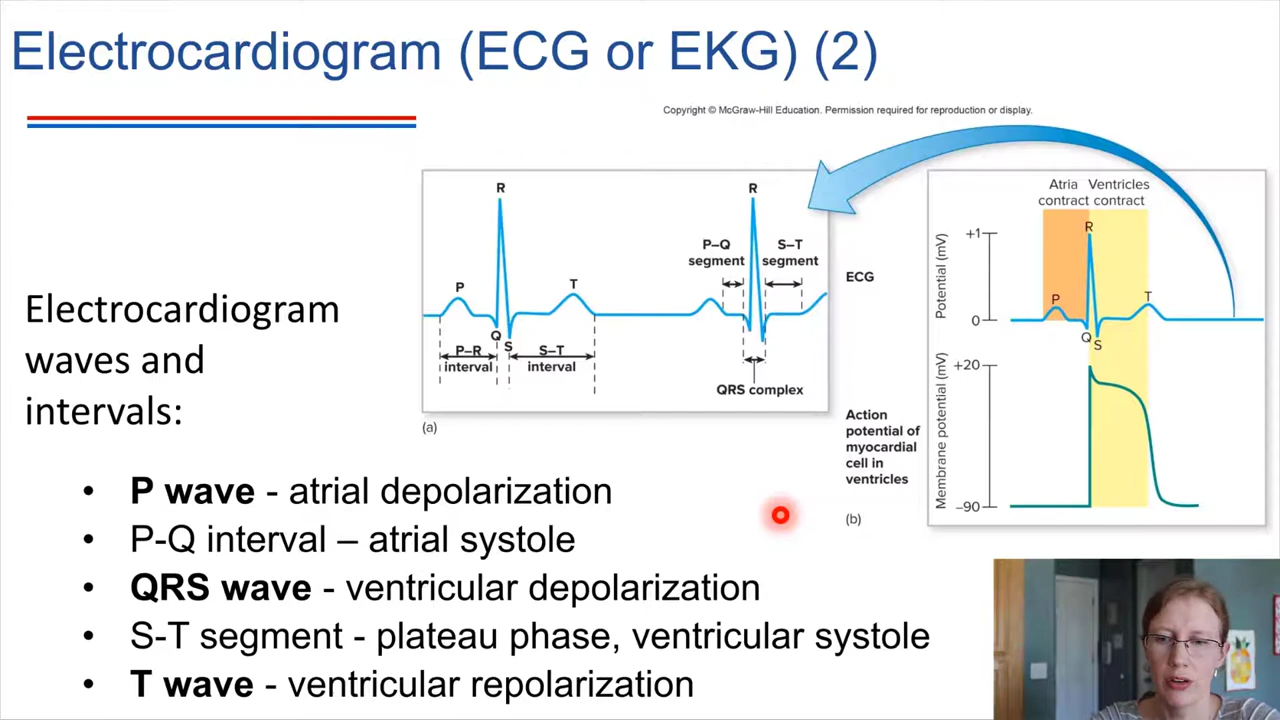 Electrocardiogram (ECG or EKG) (2)
Copyright © McGraw-Hill Education. Permission required for reproduction or display.
R
P
T
Q
S
P–R
interval
S–T
interval
R
P–Q
segment
S–T
segment
QRS complex
(a)
ECG
Action
potential of
myocardial
cell in
ventricles
(b)
Atria
contract
Ventricles
contract
Potential (mV)
+1
0
R
P
T
Q
S
Membrane potential (mV)
+20
–90
Electrocardiogram
waves and
intervals:
• P wave - atrial depolarization
• P-Q interval – atrial systole
• QRS wave - ventricular depolarization
• S-T segment - plateau phase, ventricular systole
• T wave - ventricular repolarization